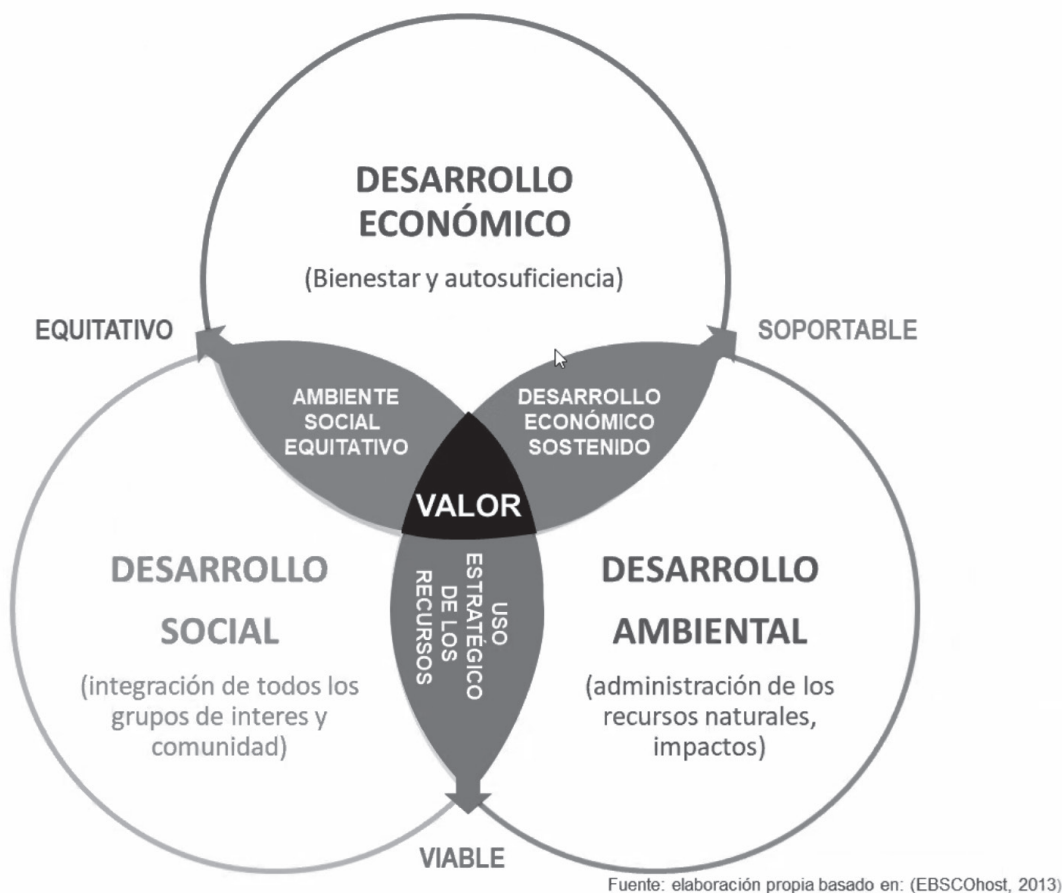 DESARROLLO
ECONÓMICO
(Bienestar y autosuficiencia)
EQUITATIVO
SOPORTABLE
AMBIENTE
SOCIAL
EQUITATIVO
DESARROLLO
ECONÓMICO
SOSTENIDO
VALOR
DESARROLLO
SOCIAL
(integración de todos los
grupos de interes y
comunidad)
USO
ESTRATÉGICO
DE LOS
RECURSOS
DESARROLLO
AMBIENTAL
(administración de los
recursos naturales,
impactos)
VIABLE
Fuente: elaboración propia basado en: (EBSCOhost, 2013)